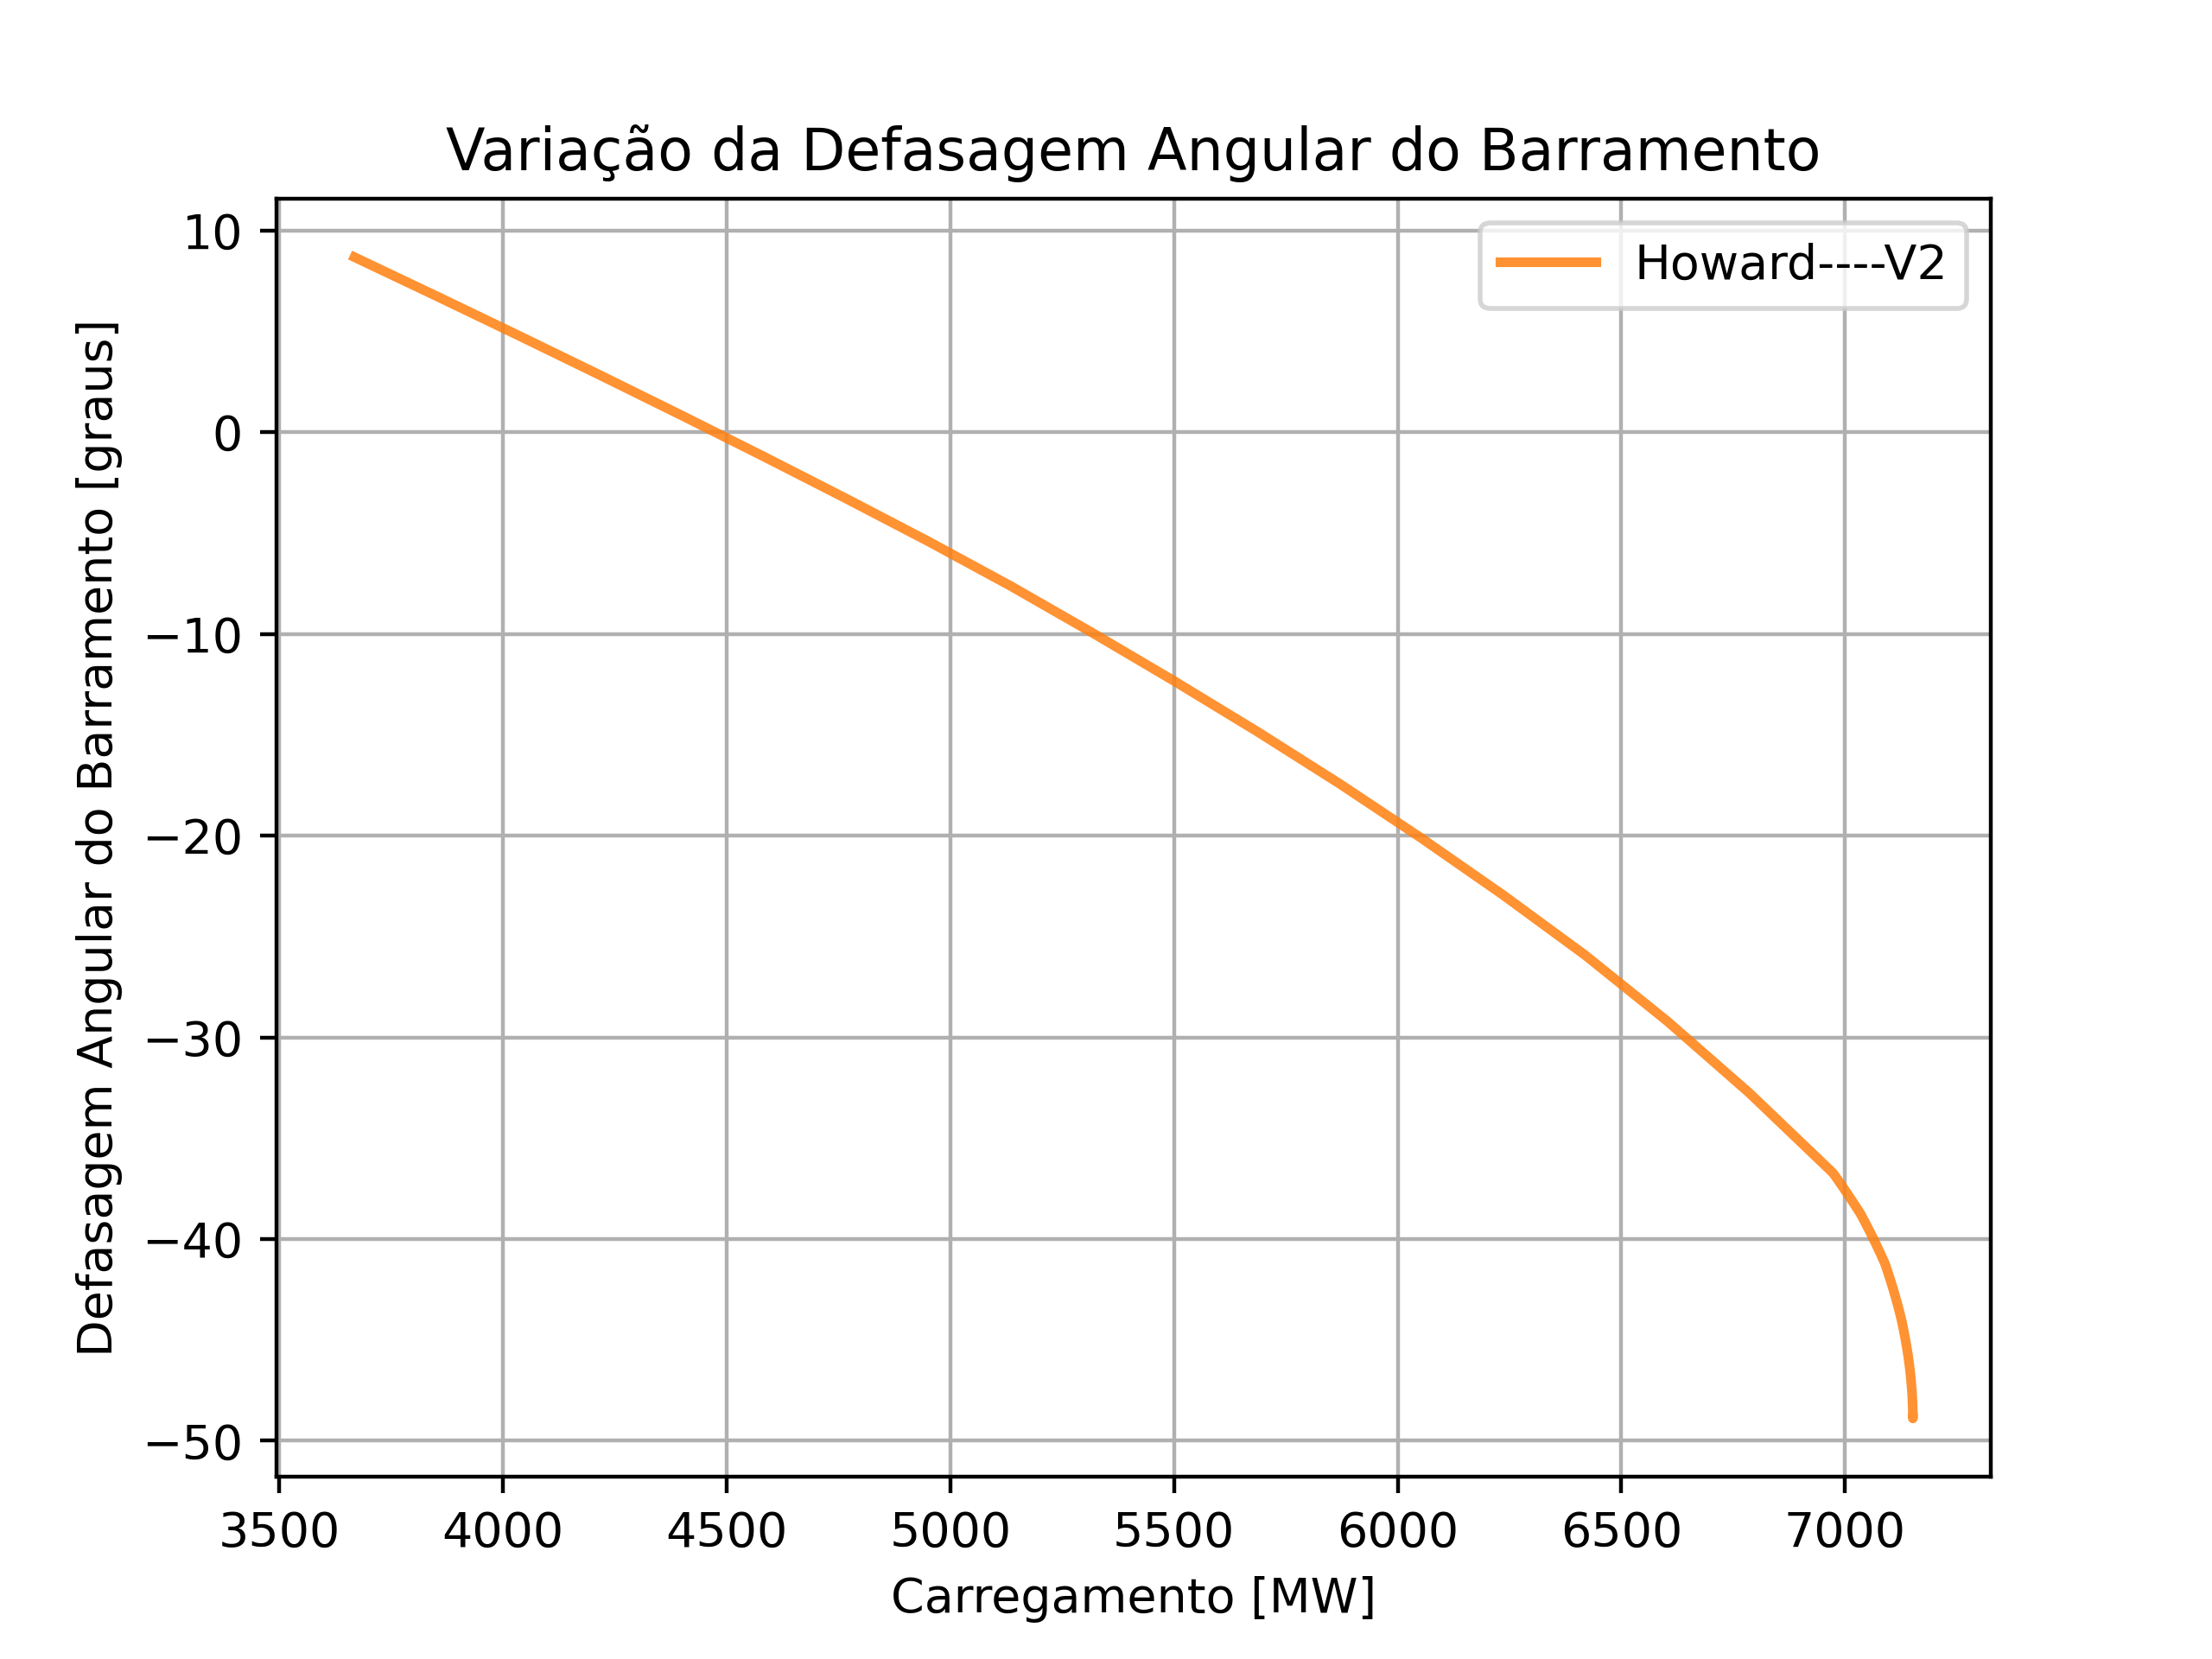 Variação da Defasagem Angular do Barramento
Howard----V2
Defasagem Angular do Barramento [graus]
10
0
−10
−20
−30
−40
−50
3500 4000 4500 5000 5500 6000 6500 7000
Carregamento [MW]